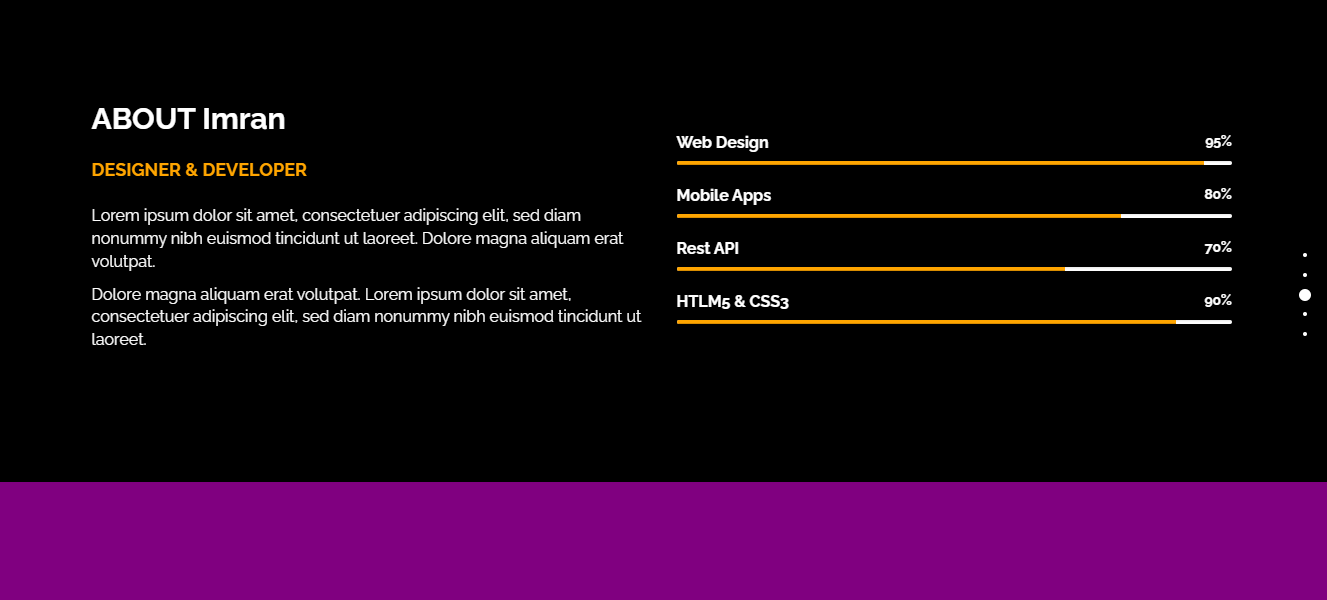 ABOUT Imran
DESIGNER & DEVELOPER
Lorem ipsum dolor sit amet, consectetuer adipiscing elit, sed diam
nonummy nibh euismod tincidunt ut laoreet. Dolore magna aliquam erat
volutpat.
Dolore magna aliquam erat volutpat. Lorem ipsum dolor sit amet,
consectetuer adipiscing elit, sed diam nonummy nibh euismod tincidunt ut
laoreet.
Web Design 95%
Mobile Apps 80%
Rest API 70%
HTLM5 & CSS3 90%